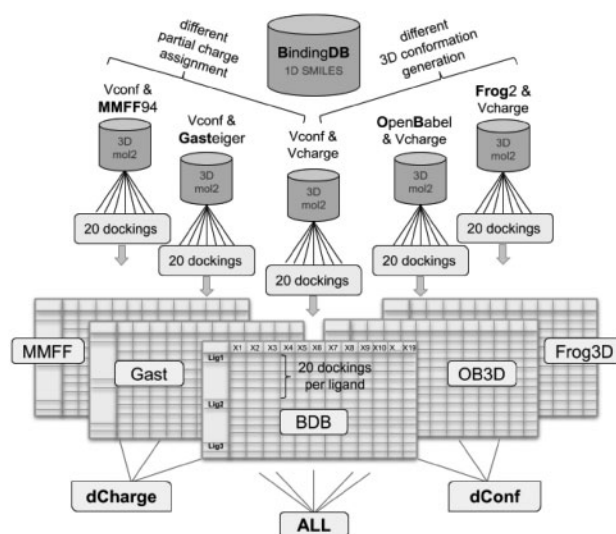 different
partial charge
assignment
BindingDB
1D SMILES
different
3D conformation
generation
Vconf &
MMFF94
Vconf &
Gasteiger
Vconf &
Vcharge
OpenBabel
& Vcharge
Frog2 &
Vcharge
3D
mol2
3D
mol2
3D
mol2
3D
mol2
3D
mol2
20 dockings
20 dockings
20 dockings
20 dockings
20 dockings
MMFF
Gast
X1 X2 X3 X4 X5 X6 X7 X8 X9 X10 X... X19
Lig1
20 dockings
per ligand
Lig2
BDB
Lig3
OB3D
Frog3D
dCharge
ALL
dConf